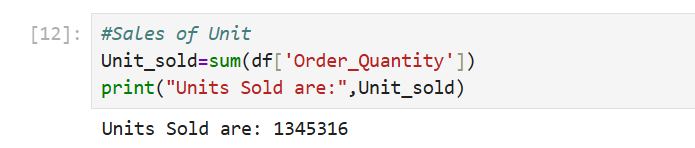 [12]: #Sales of Unit
Unit_sold=sum(df['Order_Quantity'])
print("Units Sold are:",Unit_sold)
Units Sold are: 1345316